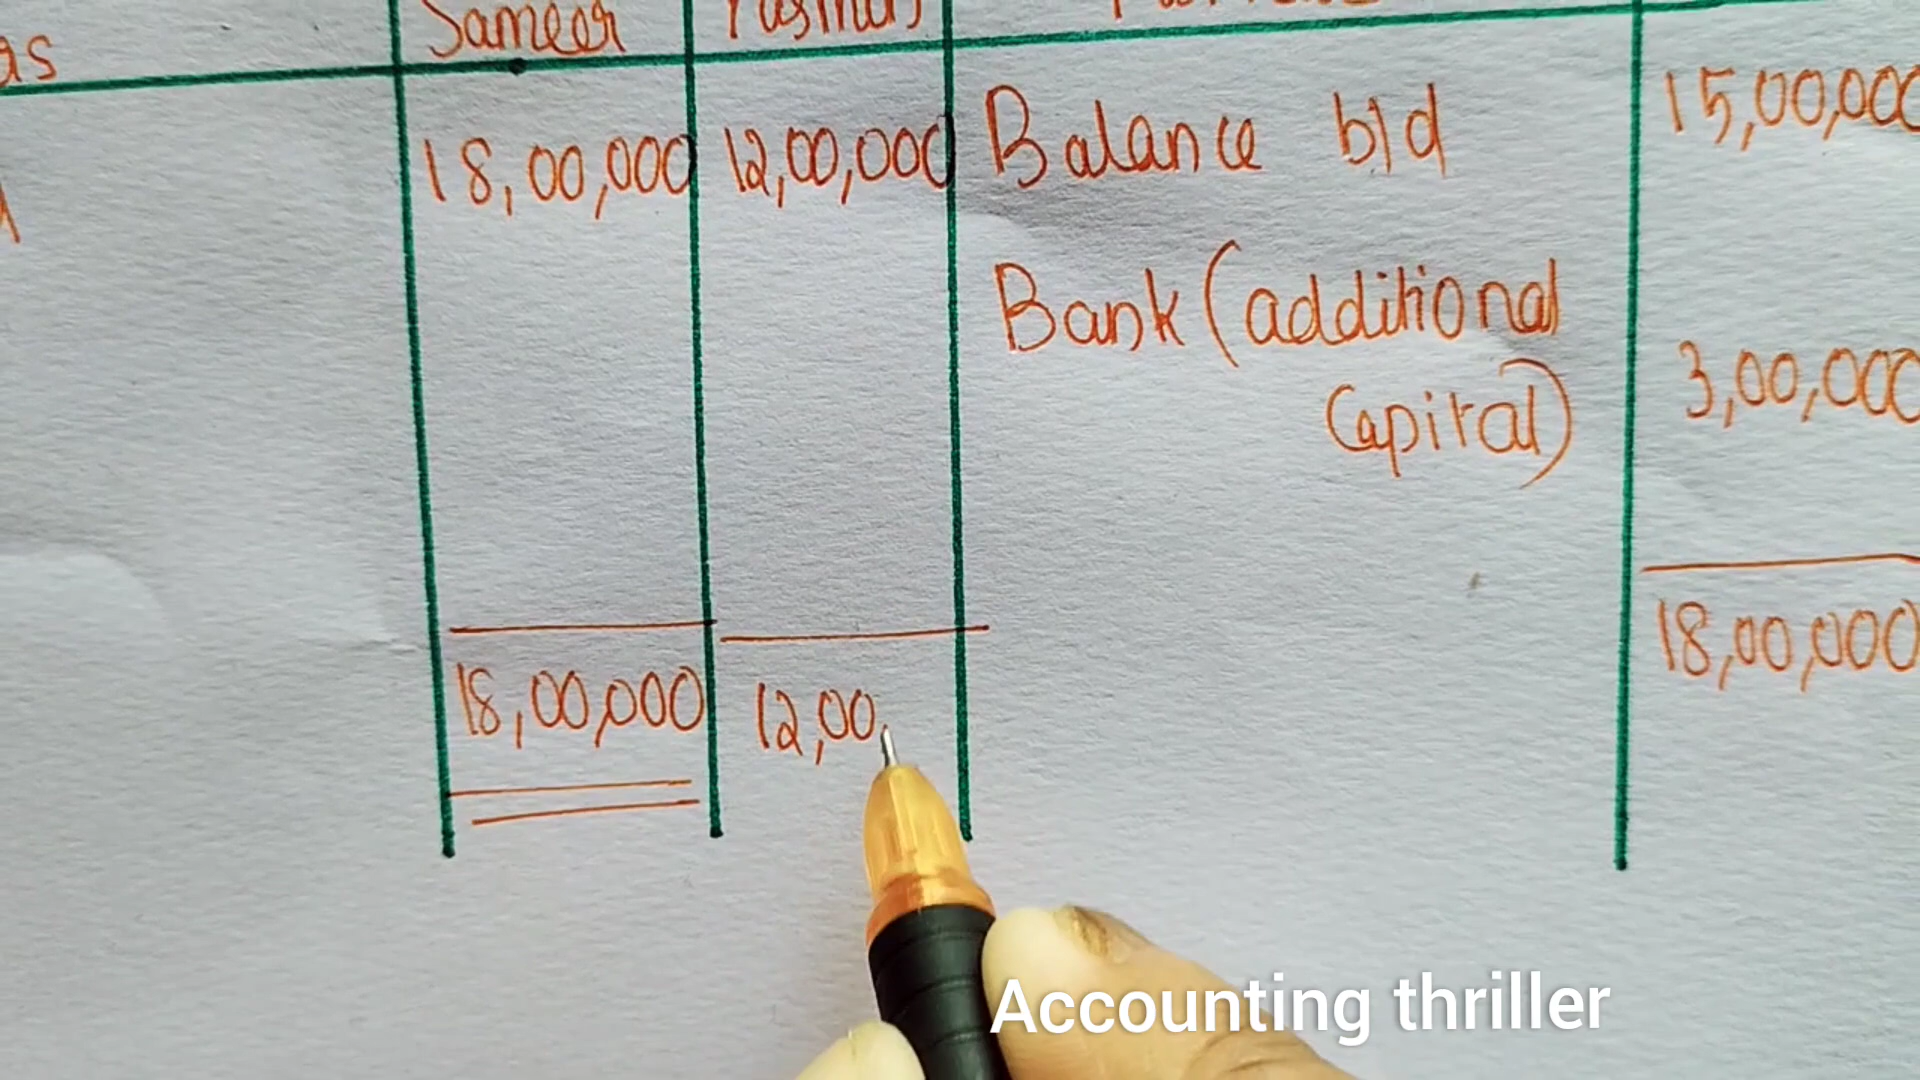 as Sameer
18,00,000 12,00,000 Balance b/d 15,00,000
Bank (additional
Capital) 3,00,000
18,00,000 12,00, 18,00,000
Accounting thriller